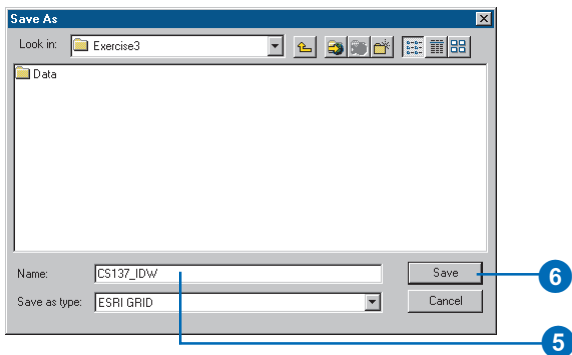 Save As
Look in: Exercise3
Data
Name: CS137_IDW Save
6
Save as type: ESRI GRID Cancel
5